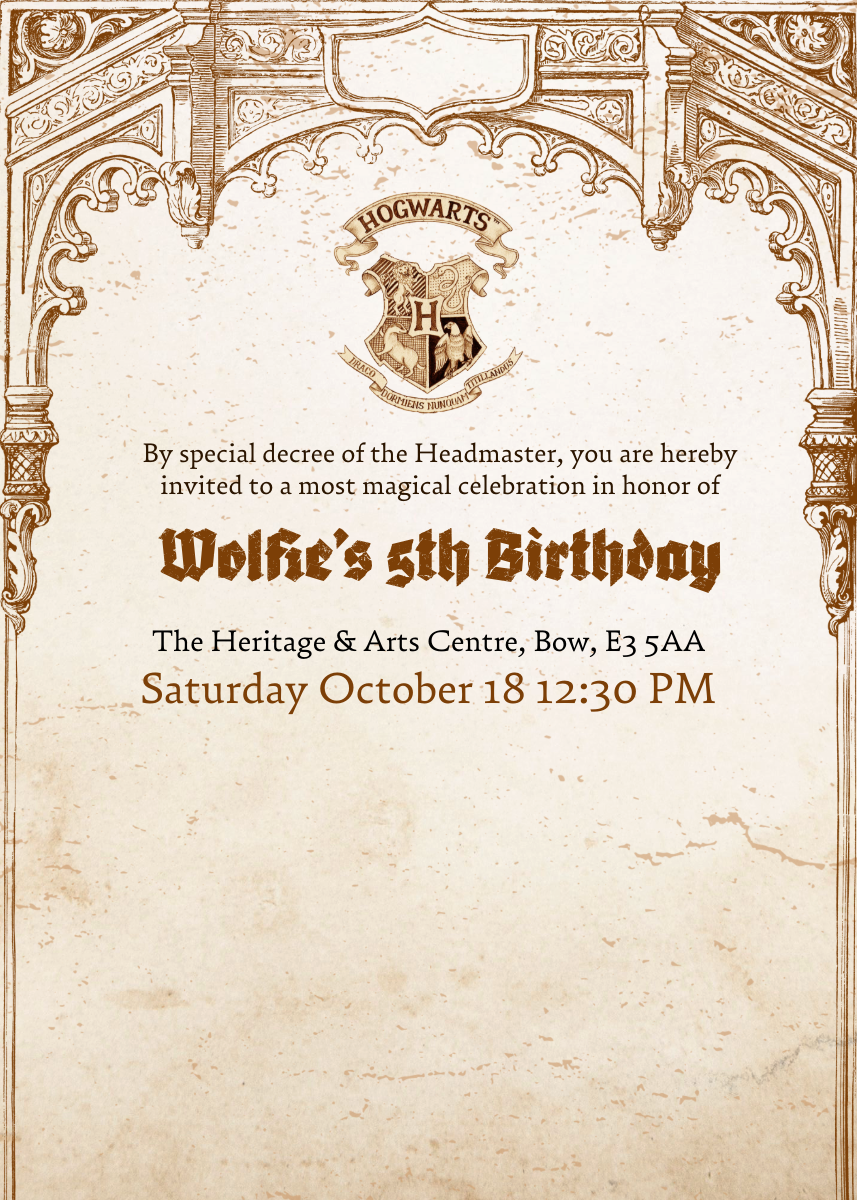 HOGWARTS™
H
DRACO DORMIENS NUNQUAM TITILLANDUS
By special decree of the Headmaster, you are hereby
invited to a most magical celebration in honor of
Wolfie's 5th Birthday
The Heritage & Arts Centre, Bow, E3 5AA
Saturday October 18 12:30 PM